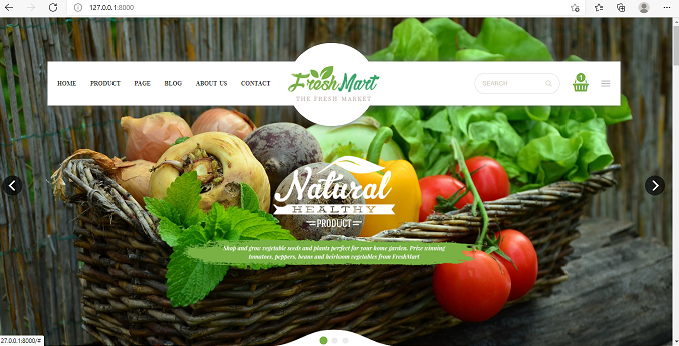 127.0.0.1:8000
HOME PRODUCT PAGE BLOG ABOUT US CONTACT
FreshMart
THE FRESH MARKET
SEARCH
1
Natural
HEALTHY
PRODUCT
Shop and grow vegetable seeds and plants perfect for your home garden. Prize winning
tomatoes, peppers, beans and heirloom vegetables from FreshMart
27.0.0.1:8000/#